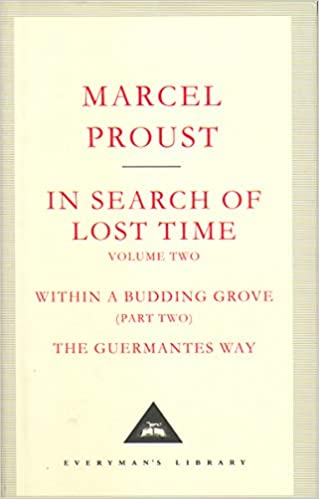 MARCEL
PROUST
IN SEARCH OF
LOST TIME
VOLUME TWO
WITHIN A BUDDING GROVE
(PART TWO)
THE GUERMANTES WAY
EVERYMAN'S LIBRARY